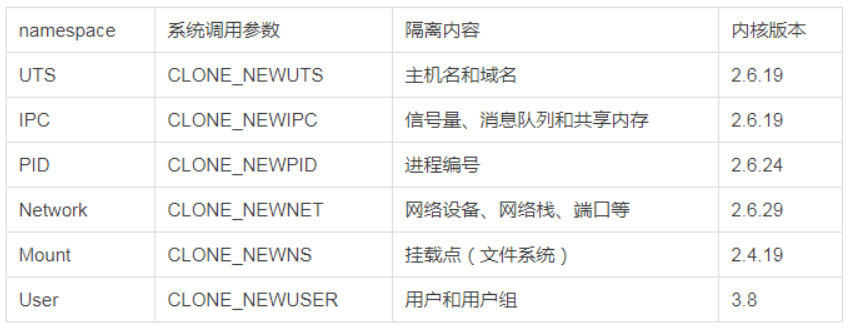 namespace 系统调用参数 隔离内容 内核版本
UTS CLONE_NEWUTS 主机名和域名 2.6.19
IPC CLONE_NEWIPC 信号量、消息队列和共享内存 2.6.19
PID CLONE_NEWPID 进程编号 2.6.24
Network CLONE_NEWNET 网络设备、网络栈、端口等 2.6.29
Mount CLONE_NEWNS 挂载点（文件系统） 2.4.19
User CLONE_NEWUSER 用户和用户组 3.8